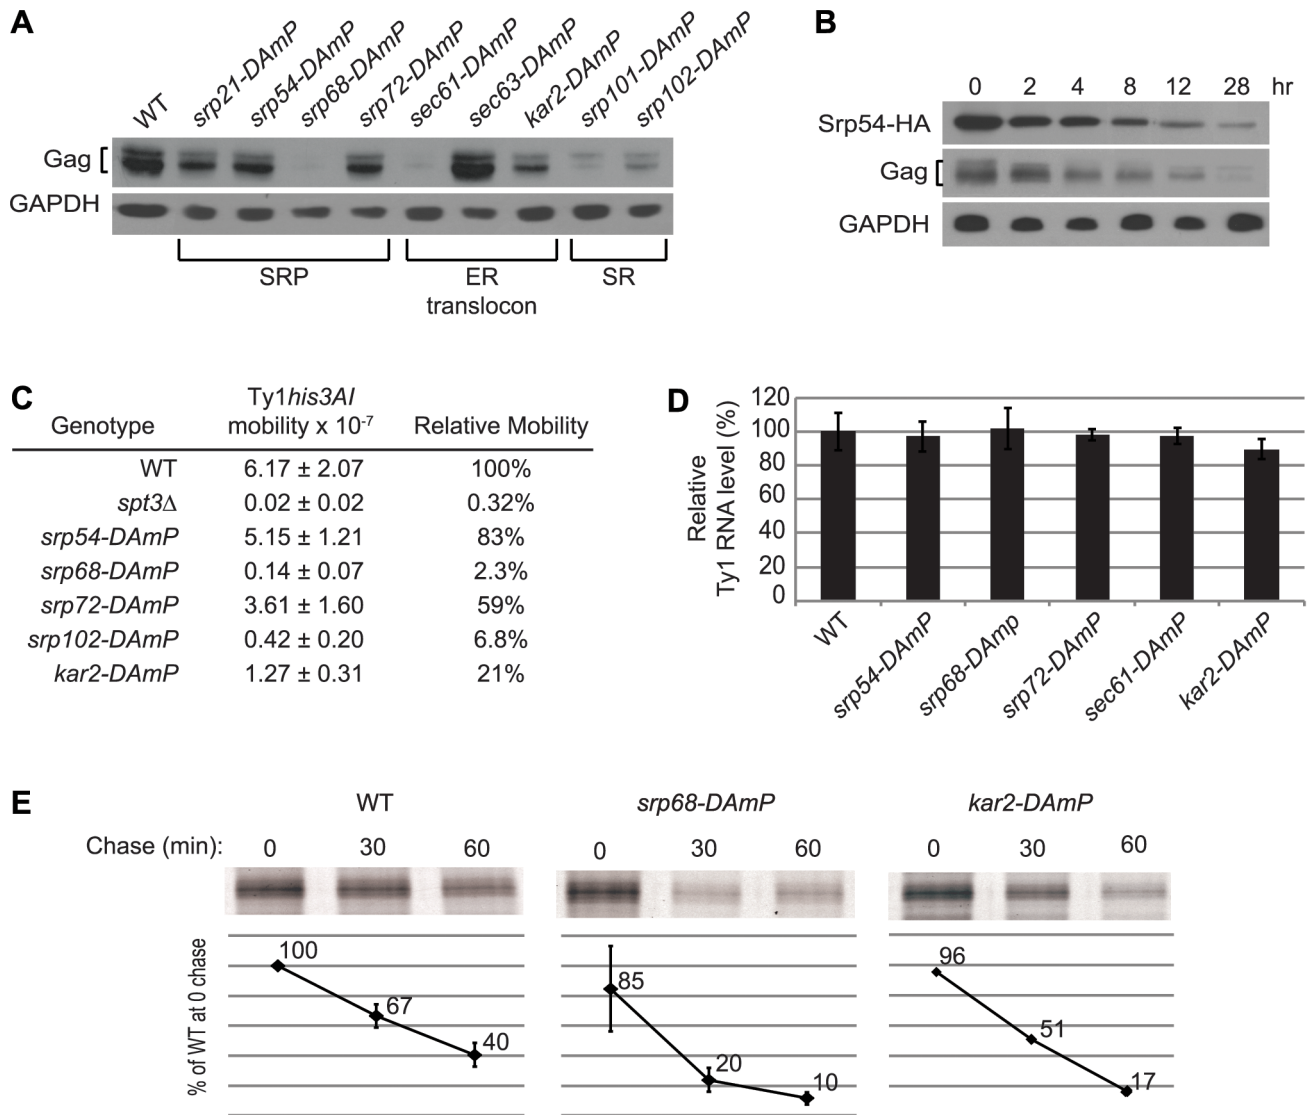 A
WT
srp21-DAmP
srp54-DAmP
srp68-DAmP
srp72-DAmP
sec61-DAmP
sec63-DAmP
kar2-DAmP
srp101-DAmP
srp102-DAmP
Gag
GAPDH
SRP
ER
translocon
SR
B
0 2 4 8 12 28 hr
Srp54-HA
Gag
GAPDH
C
Genotype Ty1his3AI mobility x 10⁻⁷ Relative Mobility
WT 6.17 ± 2.07 100%
spt3Δ 0.02 ± 0.02 0.32%
srp54-DAmP 5.15 ± 1.21 83%
srp68-DAmP 0.14 ± 0.07 2.3%
srp72-DAmP 3.61 ± 1.60 59%
srp102-DAmP 0.42 ± 0.20 6.8%
kar2-DAmP 1.27 ± 0.31 21%
D
Relative
Ty1 RNA level (%)
120
100
80
60
40
20
0
WT
srp54-DAmP
srp68-DAmp
srp72-DAmP
sec61-DAmP
kar2-DAmP
E
WT srp68-DAmP kar2-DAmP
Chase (min): 0 30 60 0 30 60 0 30 60
% of WT at 0 chase
100
67
40
85
20
10
96
51
17